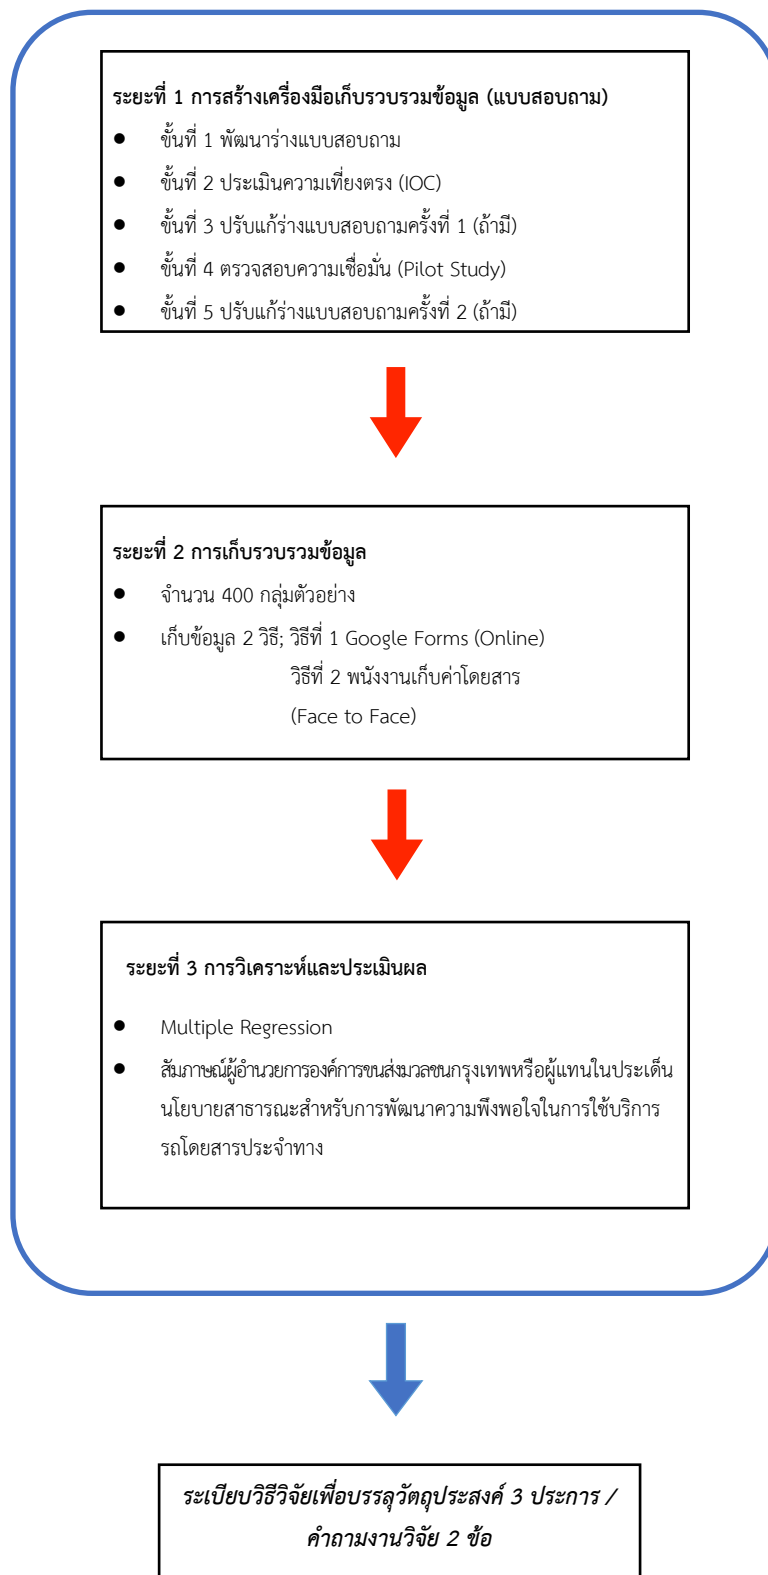 ระยะที่ 1 การสร้างเครื่องมือเก็บรวบรวมข้อมูล (แบบสอบถาม)
● ขั้นที่ 1 พัฒนาร่างแบบสอบถาม
● ขั้นที่ 2 ประเมินความเที่ยงตรง (IOC)
● ขั้นที่ 3 ปรับแก้ร่างแบบสอบถามครั้งที่ 1 (ถ้ามี)
● ขั้นที่ 4 ตรวจสอบความเชื่อมั่น (Pilot Study)
● ขั้นที่ 5 ปรับแก้ร่างแบบสอบถามครั้งที่ 2 (ถ้ามี)
ระยะที่ 2 การเก็บรวบรวมข้อมูล
● จำนวน 400 กลุ่มตัวอย่าง
● เก็บข้อมูล 2 วิธี; วิธีที่ 1 Google Forms (Online)
วิธีที่ 2 พนังงานเก็บค่าโดยสาร
(Face to Face)
ระยะที่ 3 การวิเคราะห์และประเมินผล
● Multiple Regression
● สัมภาษณ์ผู้อำนวยการองค์การขนส่งมวลชนกรุงเทพหรือผู้แทนในประเด็น
นโยบายสาธารณะสำหรับการพัฒนาความพึงพอใจในการใช้บริการ
รถโดยสารประจำทาง
ระเบียบวิธีวิจัยเพื่อบรรลุวัตถุประสงค์ 3 ประการ /
คำถามงานวิจัย 2 ข้อ